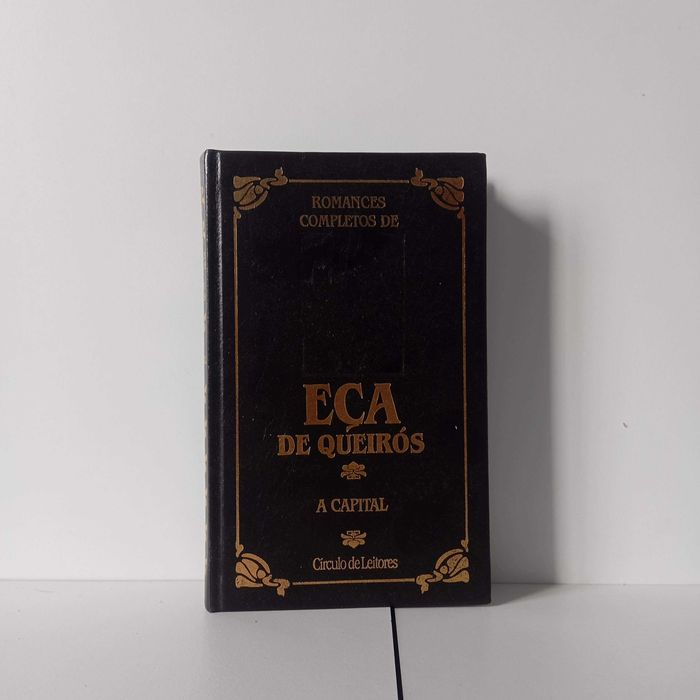 ROMANCES
COMPLETOS DE
EÇA
DE QUEIRÓS
A CAPITAL
Círculo de Leitores